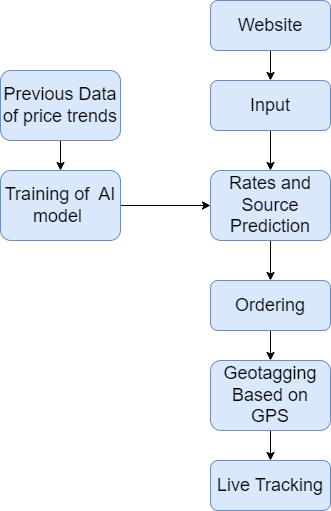 Website
Input
Previous Data
of price trends
Training of  AI
model
Rates and
Source
Prediction
Ordering
Geotagging
Based on
GPS
Live Tracking